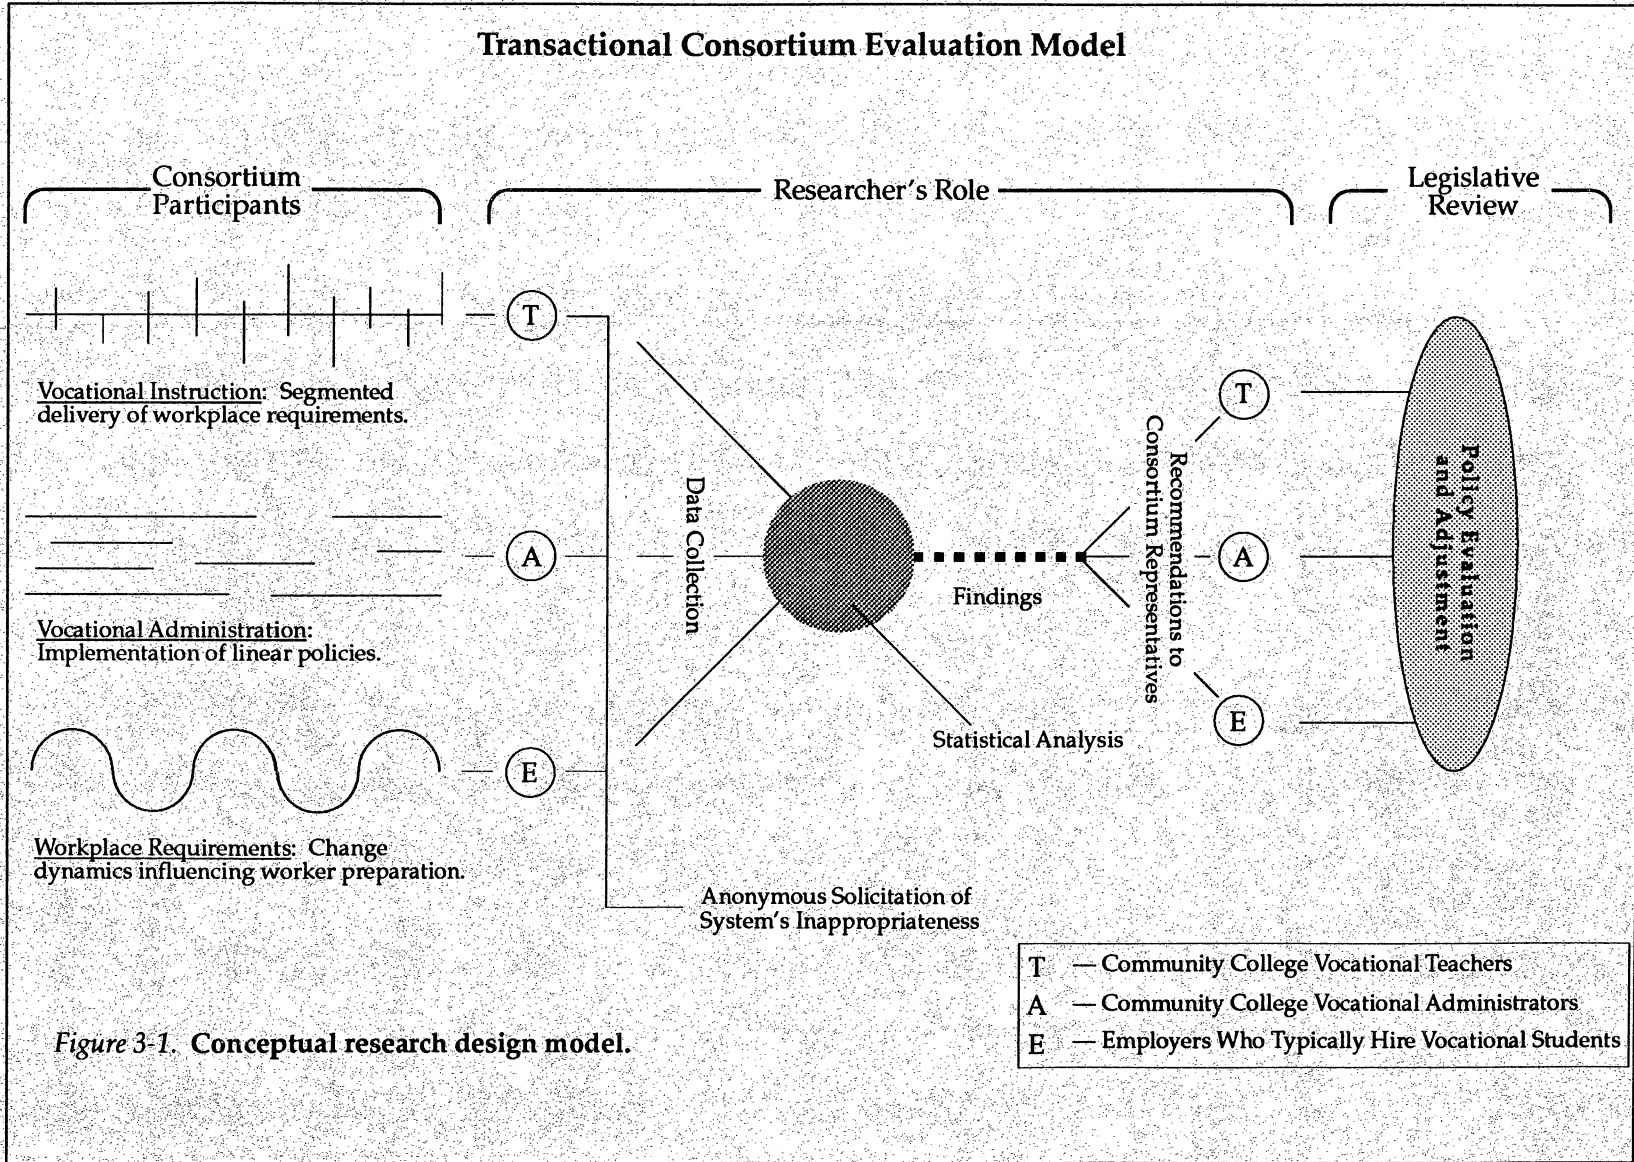 Transactional Consortium Evaluation Model
Consortium
Participants
Researcher's Role
Legislative
Review
T
Vocational Instruction: Segmented
delivery of workplace requirements.
A
Vocational Administration:
Implementation of linear policies.
E
Workplace Requirements: Change
dynamics influencing worker preparation.
Data Collection
Anonymous Solicitation of
System's Inappropriateness
Findings
Statistical Analysis
Recommendations to
Consortium Representatives
T
A
E
Policy Evaluation
and Adjustment
T — Community College Vocational Teachers
A — Community College Vocational Administrators
E — Employers Who Typically Hire Vocational Students
Figure 3-1. Conceptual research design model.